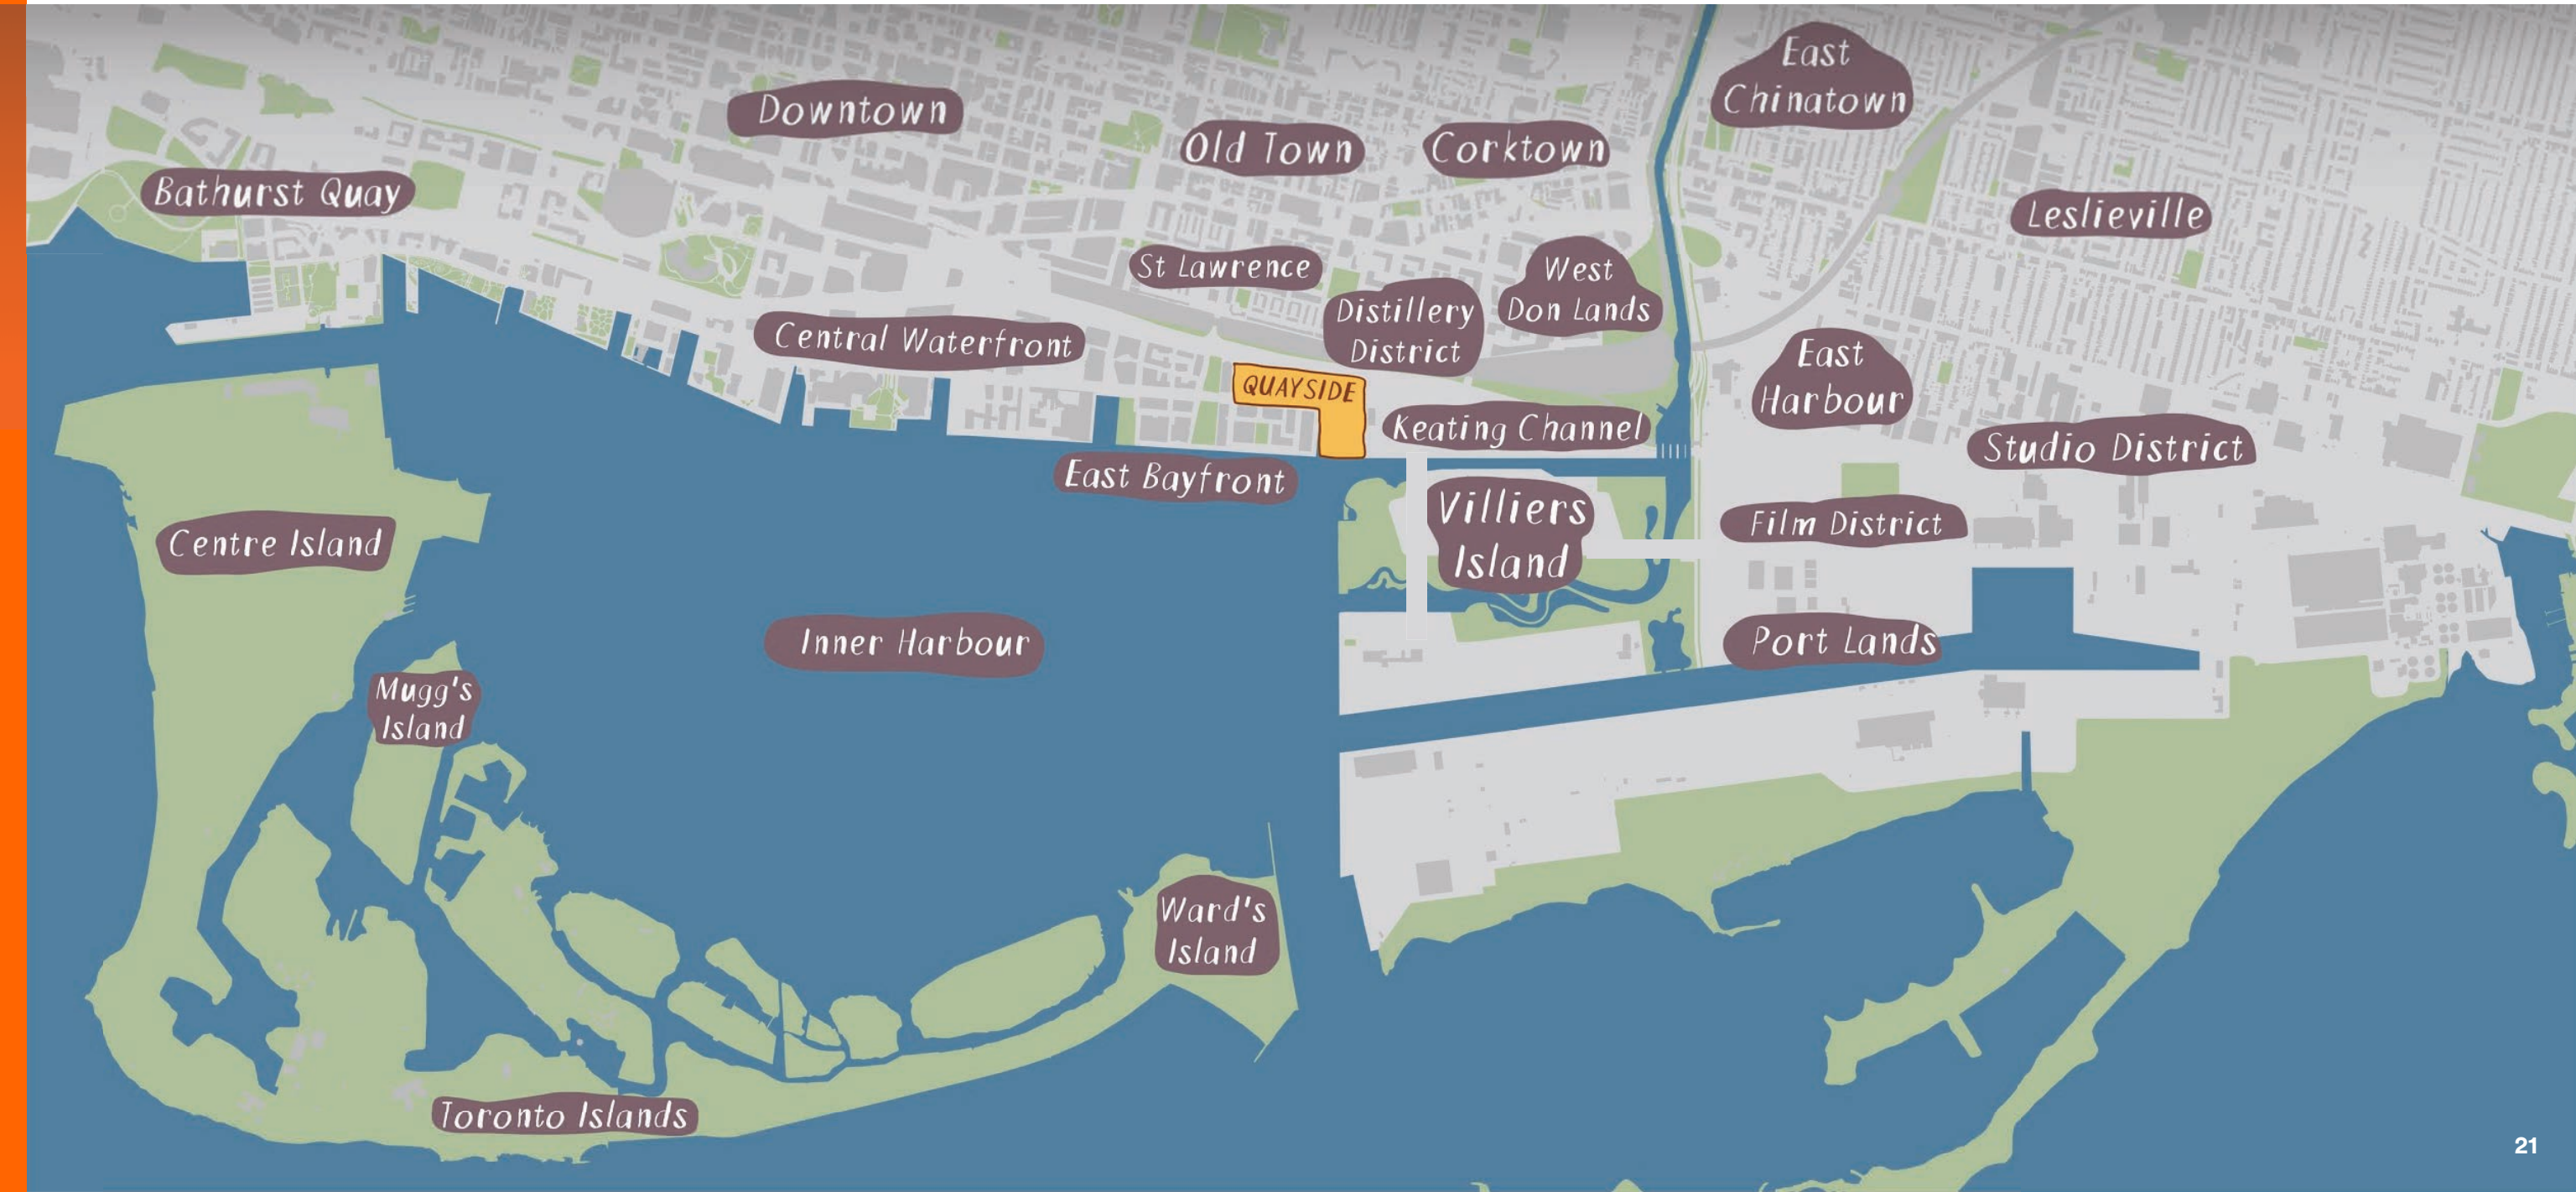 East
Chinatown
Downtown
Old Town
Corktown
Bathurst Quay
Leslieville
St Lawrence
West
Don Lands
Distillery
District
Central Waterfront
East
Harbour
QUAYSIDE
Keating Channel
Studio District
East Bayfront
Villiers
Island
Film District
Centre Island
Inner Harbour
Port Lands
Mugg's
Island
Ward's
Island
Toronto Islands
21